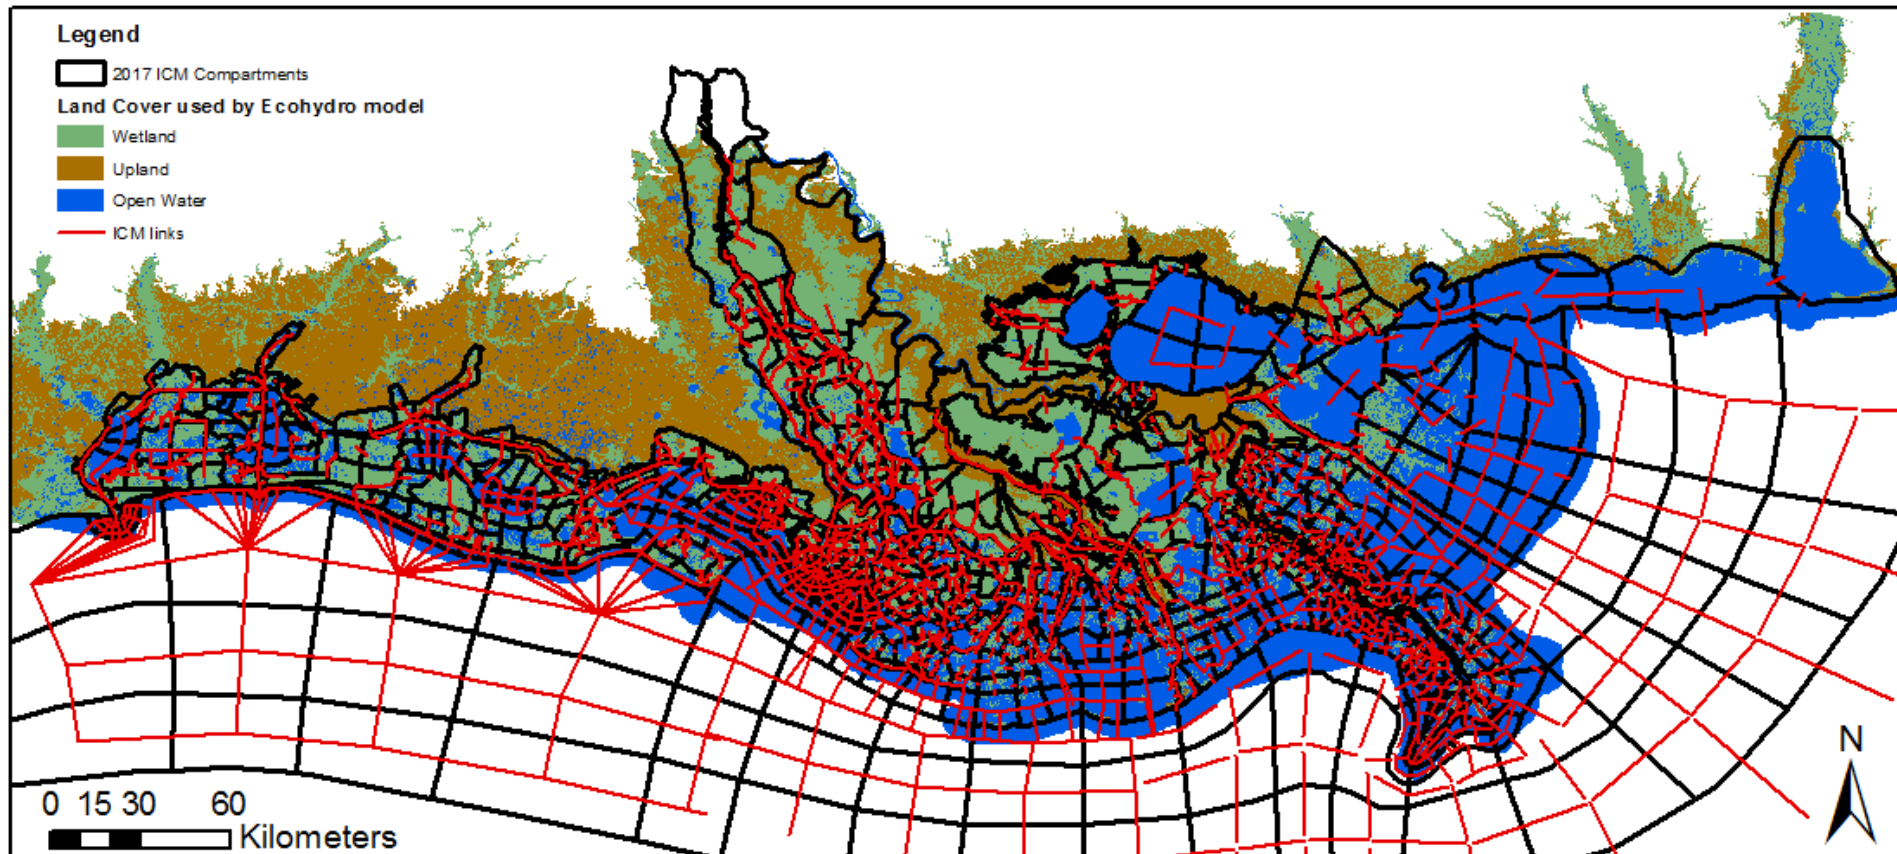 Legend
2017 ICM Compartments
Land Cover used by Ecohydro model
Wetland
Upland
Open Water
ICM links
N
0 15 30 60
Kilometers